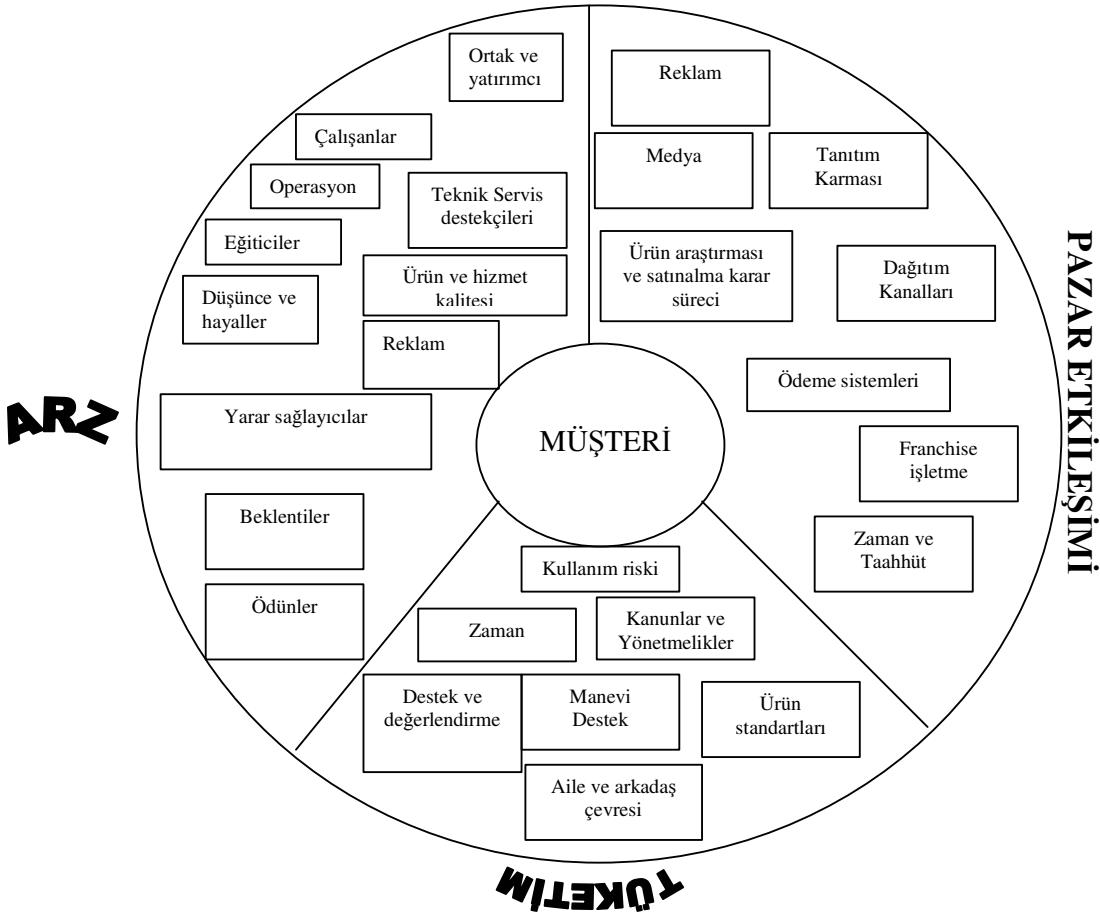 Ortak ve
yatırımcı
Çalışanlar
Operasyon
Teknik Servis
destekçileri
Eğiticiler
Ürün ve hizmet
kalitesi
Düşünce ve
hayaller
Reklam
Yarar sağlayıcılar
Beklentiler
Ödünler
ARZ
MÜŞTERİ
Reklam
Medya
Tanıtım
Karması
Ürün araştırması
ve satınalma karar
süreci
Dağıtım
Kanalları
Ödeme sistemleri
Franchise
işletme
Zaman ve
Taahhüt
PAZAR ETKİLEŞİMİ
Kullanım riski
Zaman
Kanunlar ve
Yönetmelikler
Destek ve
değerlendirme
Manevi
Destek
Ürün
standartları
Aile ve arkadaş
çevresi
TÜKETİM